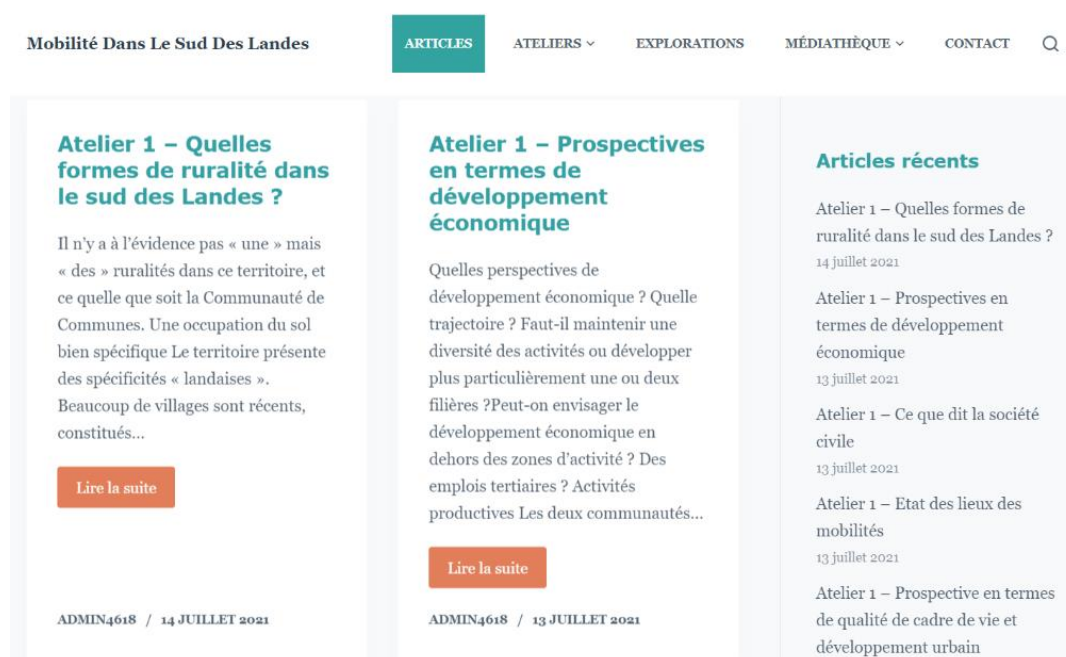 Mobilité Dans Le Sud Des Landes
ARTICLES
ATELIERS
EXPLORATIONS
MÉDIATHÈQUE
CONTACT
Atelier 1 – Quelles
formes de ruralité dans
le sud des Landes ?
Il n'y a à l'évidence pas « une » mais
« des » ruralités dans ce territoire, et
ce quelle que soit la Communauté de
Communes. Une occupation du sol
bien spécifique Le territoire présente
des spécificités « landaises ».
Beaucoup de villages sont récents,
constitués…
Lire la suite
ADMIN4618 / 14 JUILLET 2021
Atelier 1 – Prospectives
en termes de
développement
économique
Quelles perspectives de
développement économique ? Quelle
trajectoire ? Faut-il maintenir une
diversité des activités ou développer
plus particulièrement une ou deux
filières ?Peut-on envisager le
développement économique en
dehors des zones d'activité ? Des
emplois tertiaires ? Activités
productives Les deux communautés…
Lire la suite
ADMIN4618 / 13 JUILLET 2021
Articles récents
Atelier 1 – Quelles formes de
ruralité dans le sud des Landes ?
14 juillet 2021
Atelier 1 – Prospectives en
termes de développement
économique
13 juillet 2021
Atelier 1 – Ce que dit la société
civile
13 juillet 2021
Atelier 1 – Etat des lieux des
mobilités
13 juillet 2021
Atelier 1 – Prospective en termes
de qualité de cadre de vie et
développement urbain